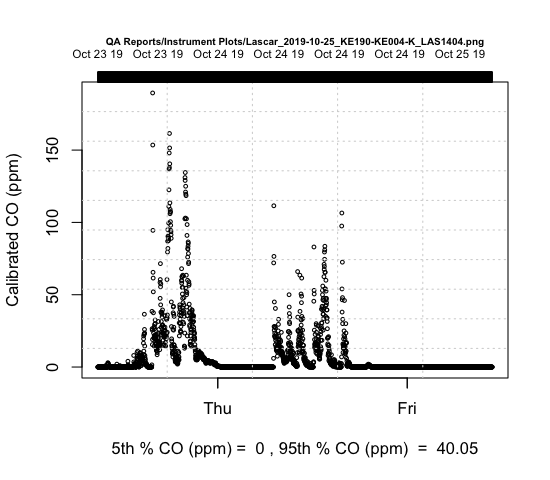 QA Reports/Instrument Plots/Lascar_2019-10-25_KE190-KE004-K_LAS1404.png
Oct 23 19 Oct 23 19 Oct 24 19 Oct 24 19 Oct 24 19 Oct 24 19 Oct 25 19
Calibrated CO (ppm)
150
100
50
0
Thu Fri
5th % CO (ppm) = 0 , 95th % CO (ppm) = 40.05